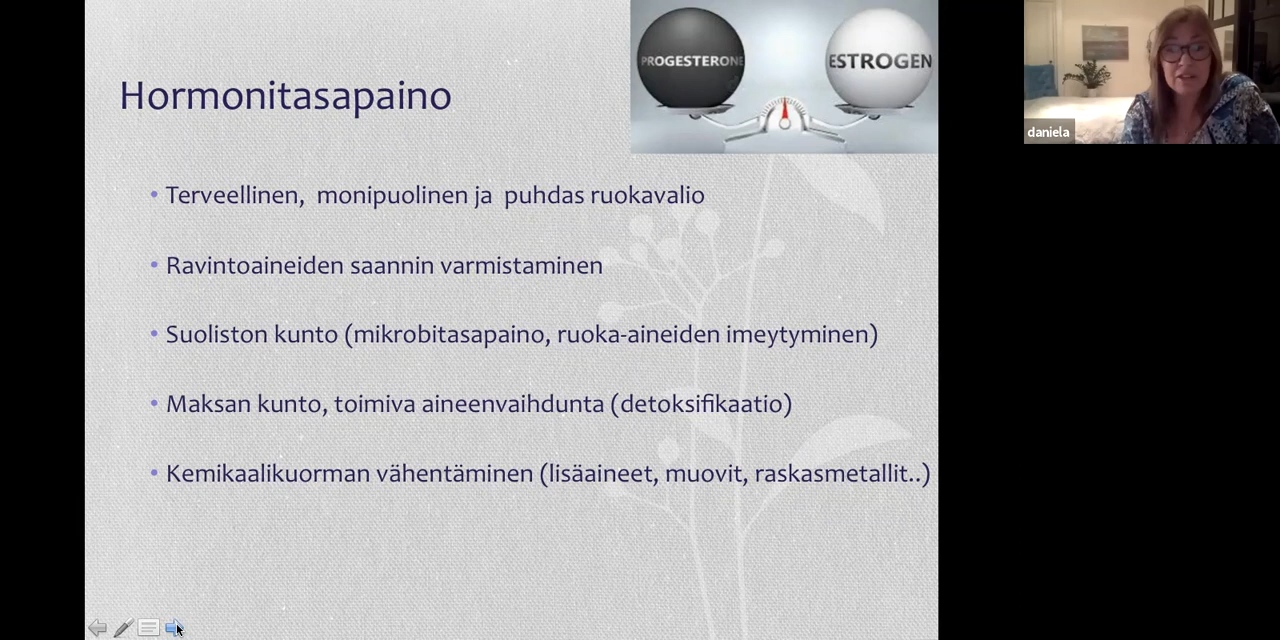 PROGESTERONE
ESTROGEN
Hormonitasapaino
• Terveellinen, monipuolinen ja puhdas ruokavalio
• Ravintoaineiden saannin varmistaminen
• Suoliston kunto (mikrobitasapaino, ruoka-aineiden imeytyminen)
• Maksan kunto, toimiva aineenvaihdunta (detoksifikaatio)
• Kemikaalikuorman vähentäminen (lisäaineet, muovit, raskasmetallit..)
daniela